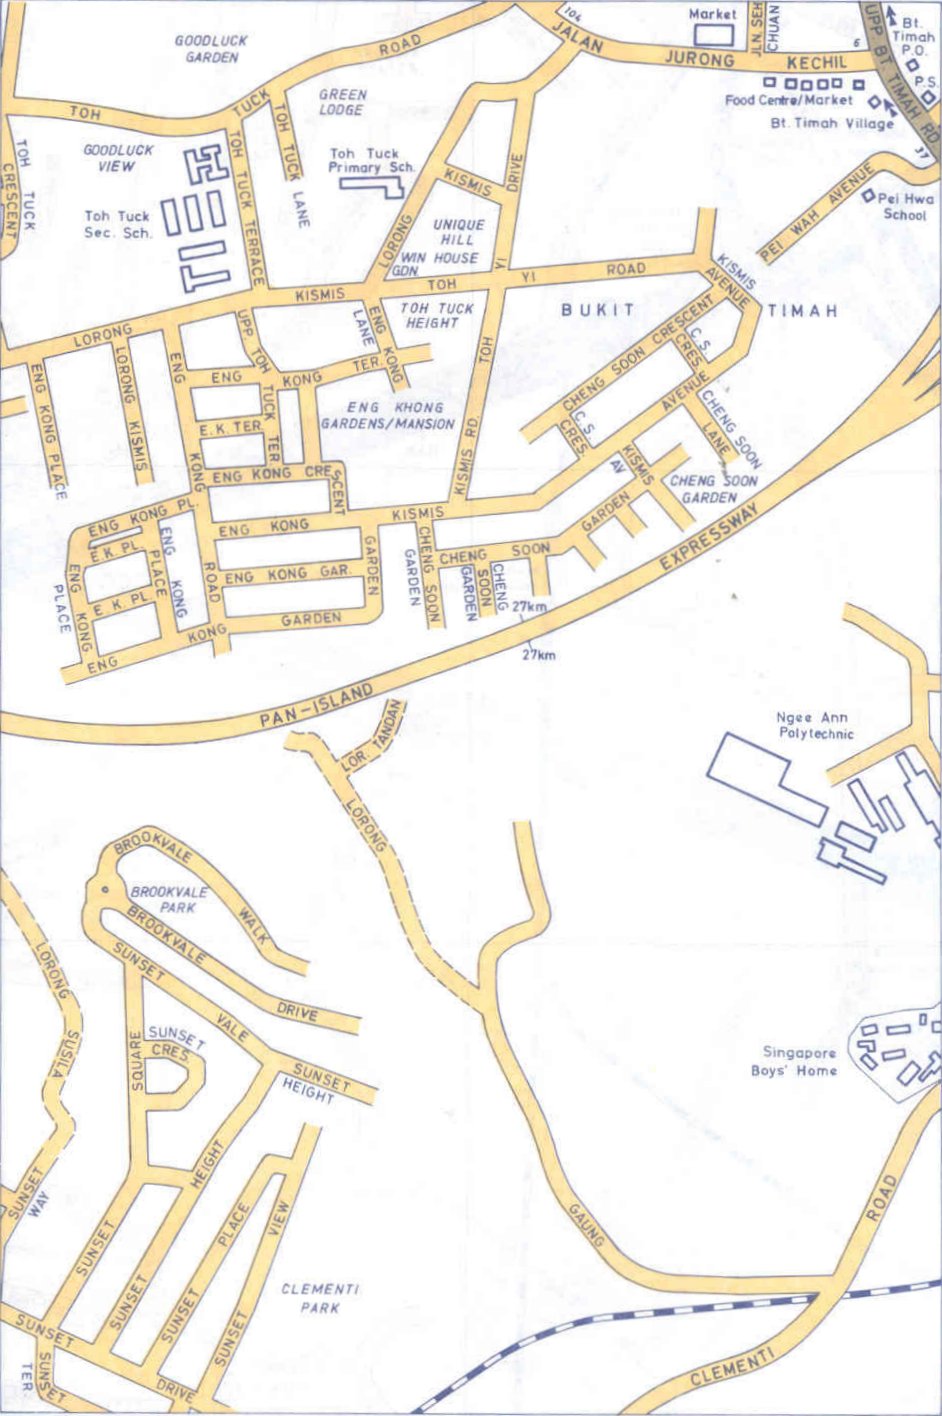 104
Market
JLN. SEH
CHUAN
UPP. BT. TIMAH RD
Bt.
Timah
P.O.
P.S.
6
JALAN
JURONG
KECHIL
GOODLUCK
GARDEN
ROAD
Food Centre/Market
Bt. Timah Village
37
GREEN
LODGE
TUCK
TOH
TOH TUCK LANE
TOH TUCK CRESCENT
GOODLUCK
VIEW
TOH TUCK TERRACE
Toh Tuck
Primary Sch.
KISMIS
DRIVE
PEI WAH AVENUE
Pei Hwa
School
Toh Tuck
Sec. Sch.
LORONG
UNIQUE
HILL
WIN HOUSE
GDN
YI
KISMIS
AVENUE
LORONG
KISMIS
TOH
YI
ROAD
TOH TUCK
HEIGHT
BUKIT
TIMAH
ENG KONG
LANE
UPP. TOH TUCK TER
TOH
KISMIS RD.
CHENG SOON CRESCENT
C.S.
CRES
AVENUE
ENG KONG PLACE
LORONG KISMIS
ENG KONG ROAD
ENG KONG TER.
ENG KHONG
GARDENS/MANSION
C.S.
CRES
CHENG SOON
LANE
E.K. TER.
KISMIS
AV
CHENG SOON
GARDEN
ENG KONG CRESCENT
ENG KONG PL.
ENG KONG
KISMIS
GARDEN
EXPRESSWAY
E.K. PL.
ENG KONG
PLACE
GARDEN
CHENG SOON
GARDEN
CHENG SOON
CHENG SOON
GARDEN
ENG KONG
PLACE
ENG KONG GAR.
E.K. PL.
27km
27km
GARDEN
ENG KONG
PAN-ISLAND
LOR. TANDAN
Ngee Ann
Polytechnic
LORONG
BROOKVALE
WALK
BROOKVALE
PARK
BROOKVALE
DRIVE
SUNSET
VALE
LORONG SUSILA
SQUARE
SUNSET
CRES.
SUNSET
HEIGHT
Singapore
Boys' Home
SUNSET
WAY
HEIGHT
PLACE
VIEW
GAUNG
ROAD
SUNSET
SUNSET
SUNSET
SUNSET
CLEMENTI
PARK
SUNSET
DRIVE
SUNSET
TER.
CLEMENTI